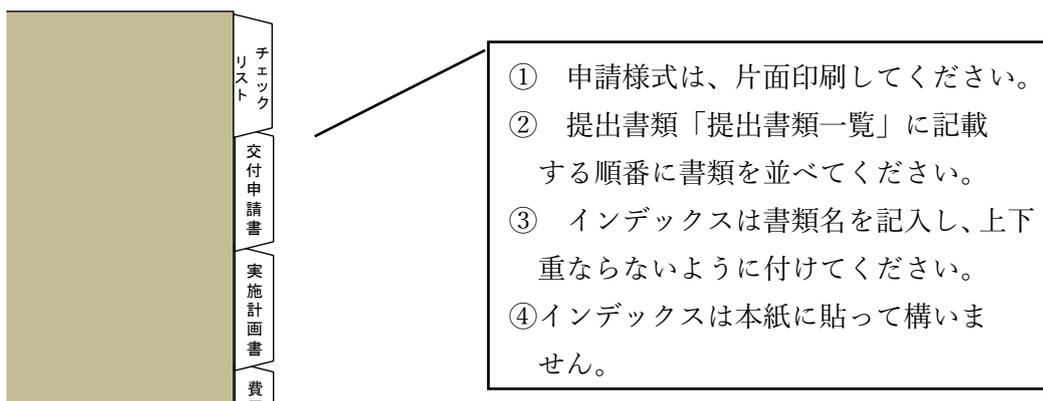 チェック
リスト
交付申請書
実施計画書
費
① 申請様式は、片面印刷してください。
② 提出書類「提出書類一覧」に記載
する順番に書類を並べてください。
③ インデックスは書類名を記入し、上下
重ならないように付けてください。
④インデックスは本紙に貼って構いま
せん。